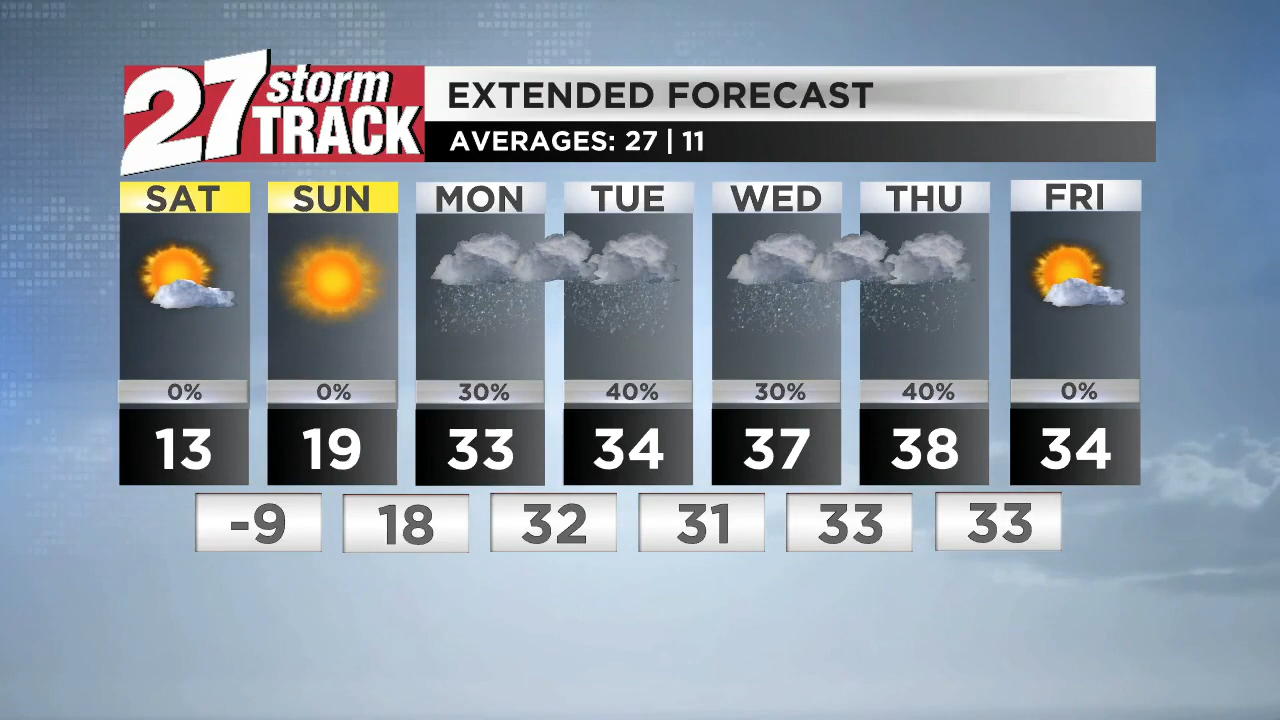 27 storm
TRACK
EXTENDED FORECAST
AVERAGES: 27 | 11
SAT SUN MON TUE WED THU FRI
0% 0% 30% 40% 30% 40% 0%
13 19 33 34 37 38 34
-9 18 32 31 33 33